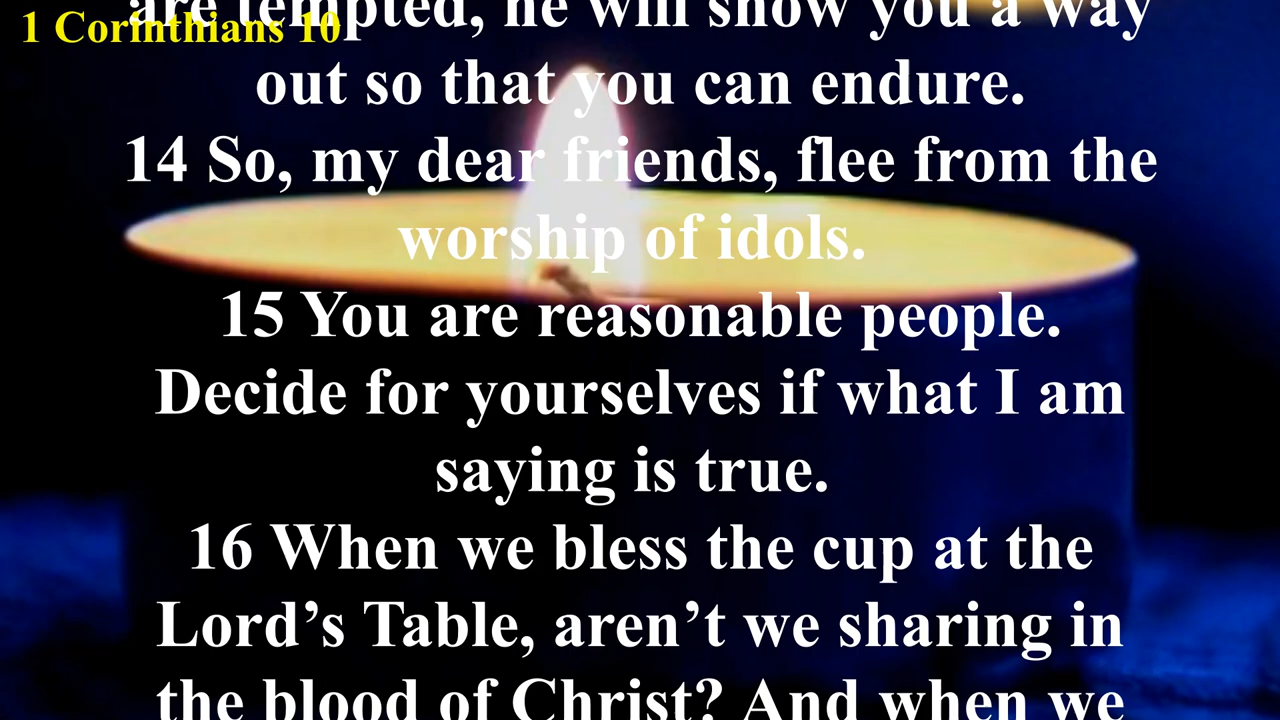 are tempted, he will show you a way
1 Corinthians 10
out so that you can endure.
14 So, my dear friends, flee from the
worship of idols.
15 You are reasonable people.
Decide for yourselves if what I am
saying is true.
16 When we bless the cup at the
Lord’s Table, aren’t we sharing in
the blood of Christ? And when we